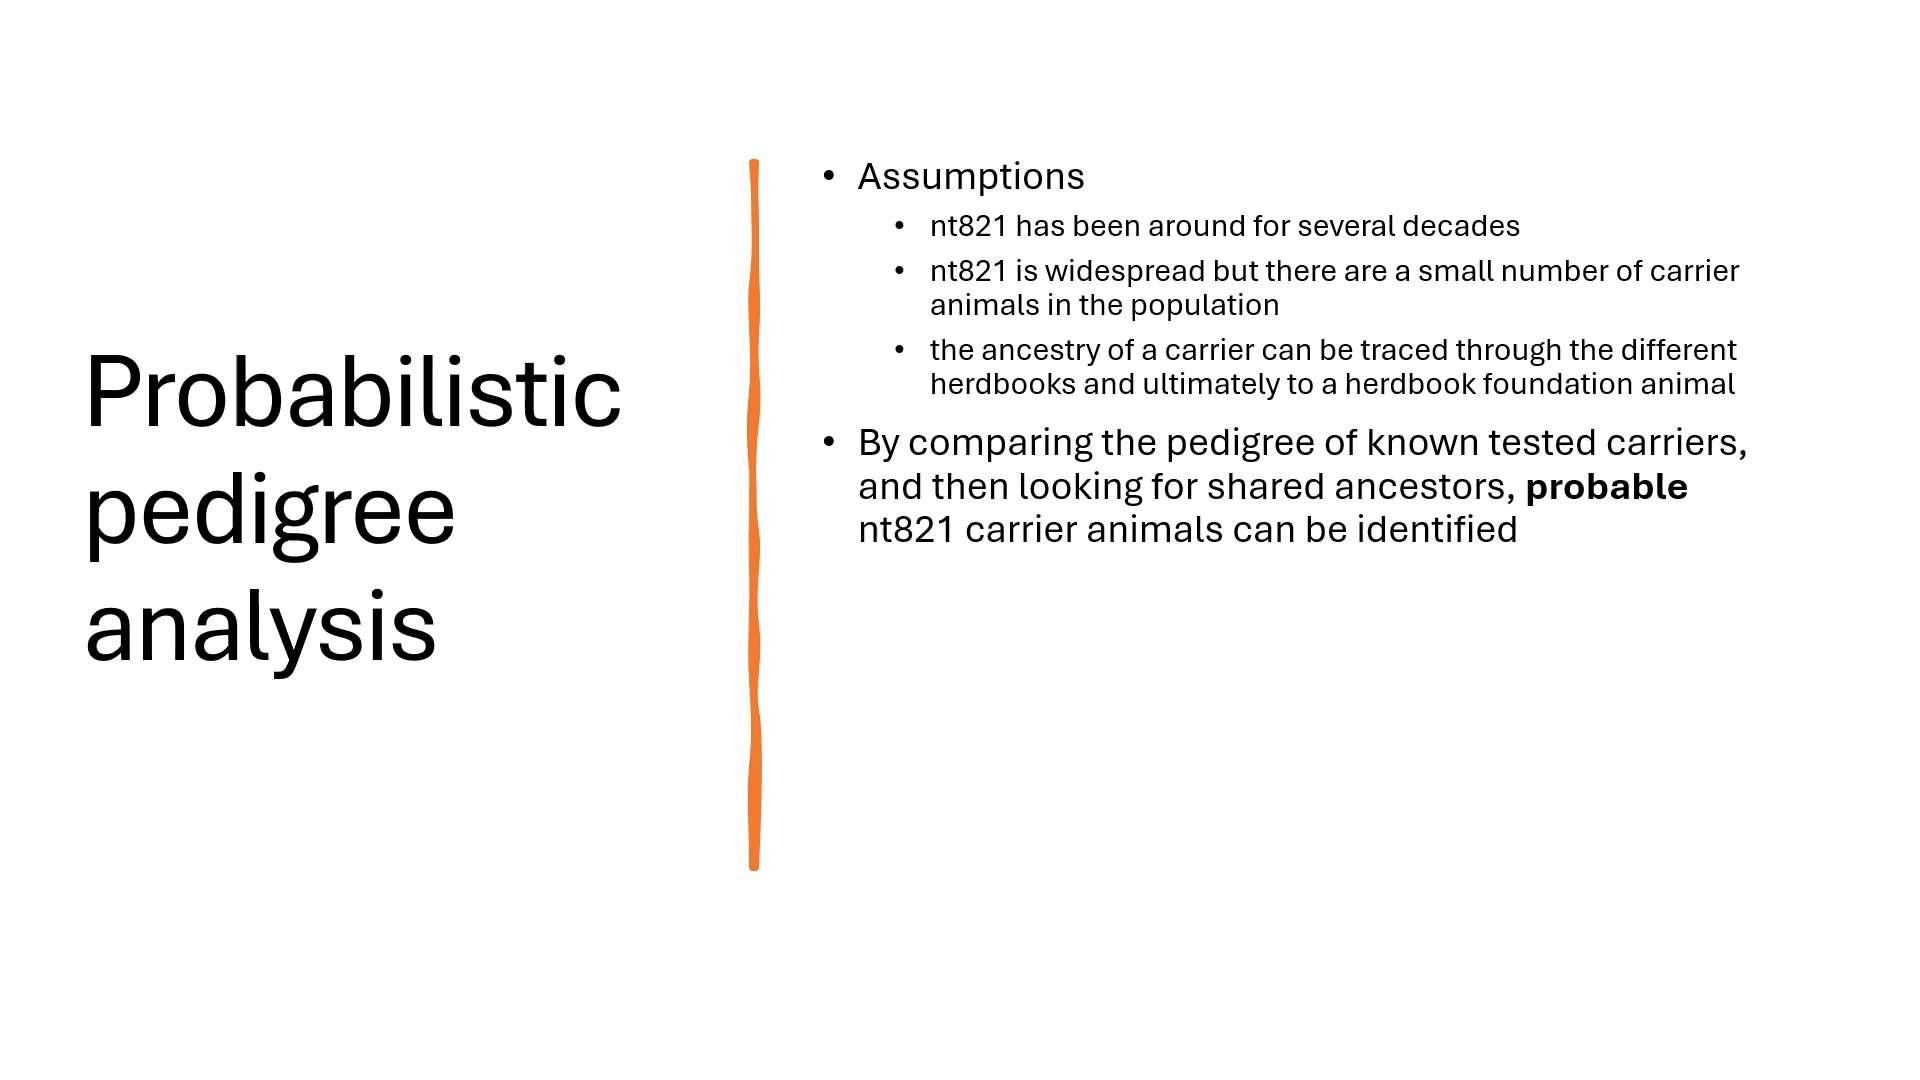 Probabilistic
pedigree
analysis
• Assumptions
• nt821 has been around for several decades
• nt821 is widespread but there are a small number of carrier
animals in the population
• the ancestry of a carrier can be traced through the different
herdbooks and ultimately to a herdbook foundation animal
• By comparing the pedigree of known tested carriers,
and then looking for shared ancestors, probable
nt821 carrier animals can be identified